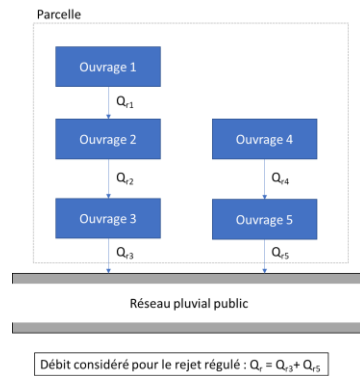 Parcelle
Ouvrage 1
Qr1
Ouvrage 2
Ouvrage 4
Qr2
Qr4
Ouvrage 3
Ouvrage 5
Qr3
Qr5
Réseau pluvial public
Débit considéré pour le rejet régulé : Qr = Qr3+ Qr5